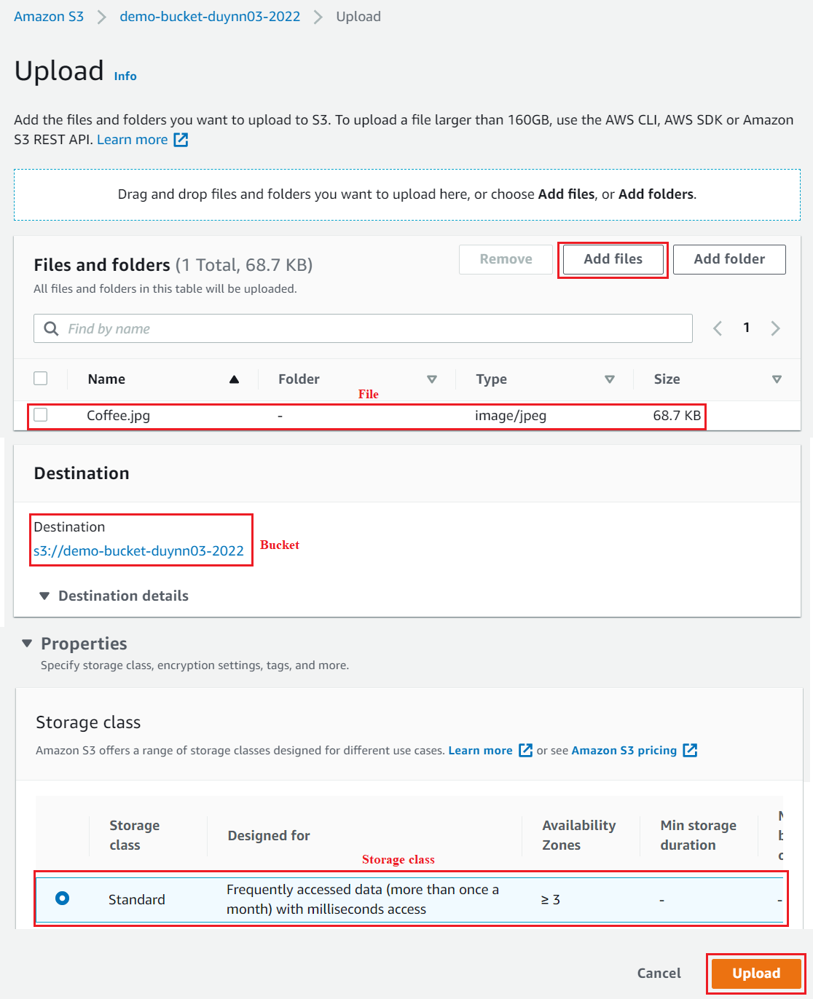 Amazon S3 > demo-bucket-duynn03-2022 > Upload
Upload Info
Add the files and folders you want to upload to S3. To upload a file larger than 160GB, use the AWS CLI, AWS SDK or Amazon
S3 REST API. Learn more
Drag and drop files and folders you want to upload here, or choose Add files, or Add folders.
Files and folders (1 Total, 68.7 KB)
Remove
Add files
Add folder
All files and folders in this table will be uploaded.
Find by name
1
Name Folder Type Size
File
Coffee.jpg - image/jpeg 68.7 KB
Destination
Destination
s3://demo-bucket-duynn03-2022
Bucket
Destination details
Properties
Specify storage class, encryption settings, tags, and more.
Storage class
Amazon S3 offers a range of storage classes designed for different use cases. Learn more or see Amazon S3 pricing
Storage
class
Designed for
Availability
Zones
Min storage
duration
Storage class
Standard
Frequently accessed data (more than once a
month) with milliseconds access
≥ 3
-
-
Cancel
Upload